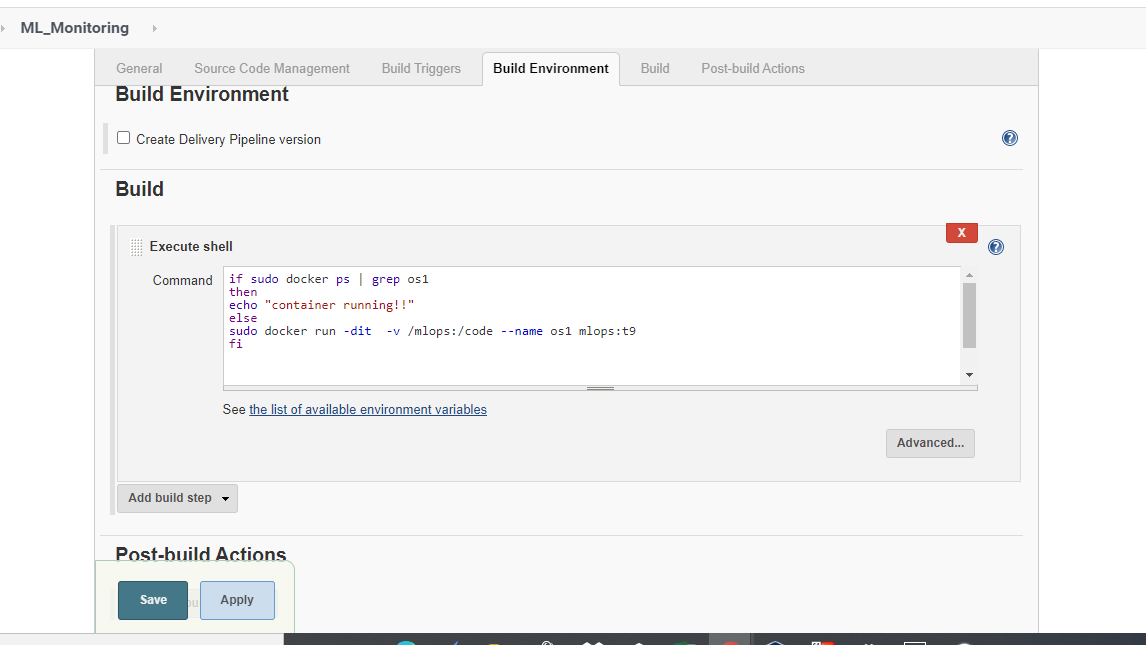 ML_Monitoring
General Source Code Management Build Triggers Build Environment Build Post-build Actions
Build Environment
Create Delivery Pipeline version
Build
X
Execute shell
Command
if sudo docker ps | grep os1
then
echo "container running!!"
else
sudo docker run -dit  -v /mlops:/code --name os1 mlops:t9
fi
See the list of available environment variables
Advanced...
Add build step
Post-build Actions
Save Apply